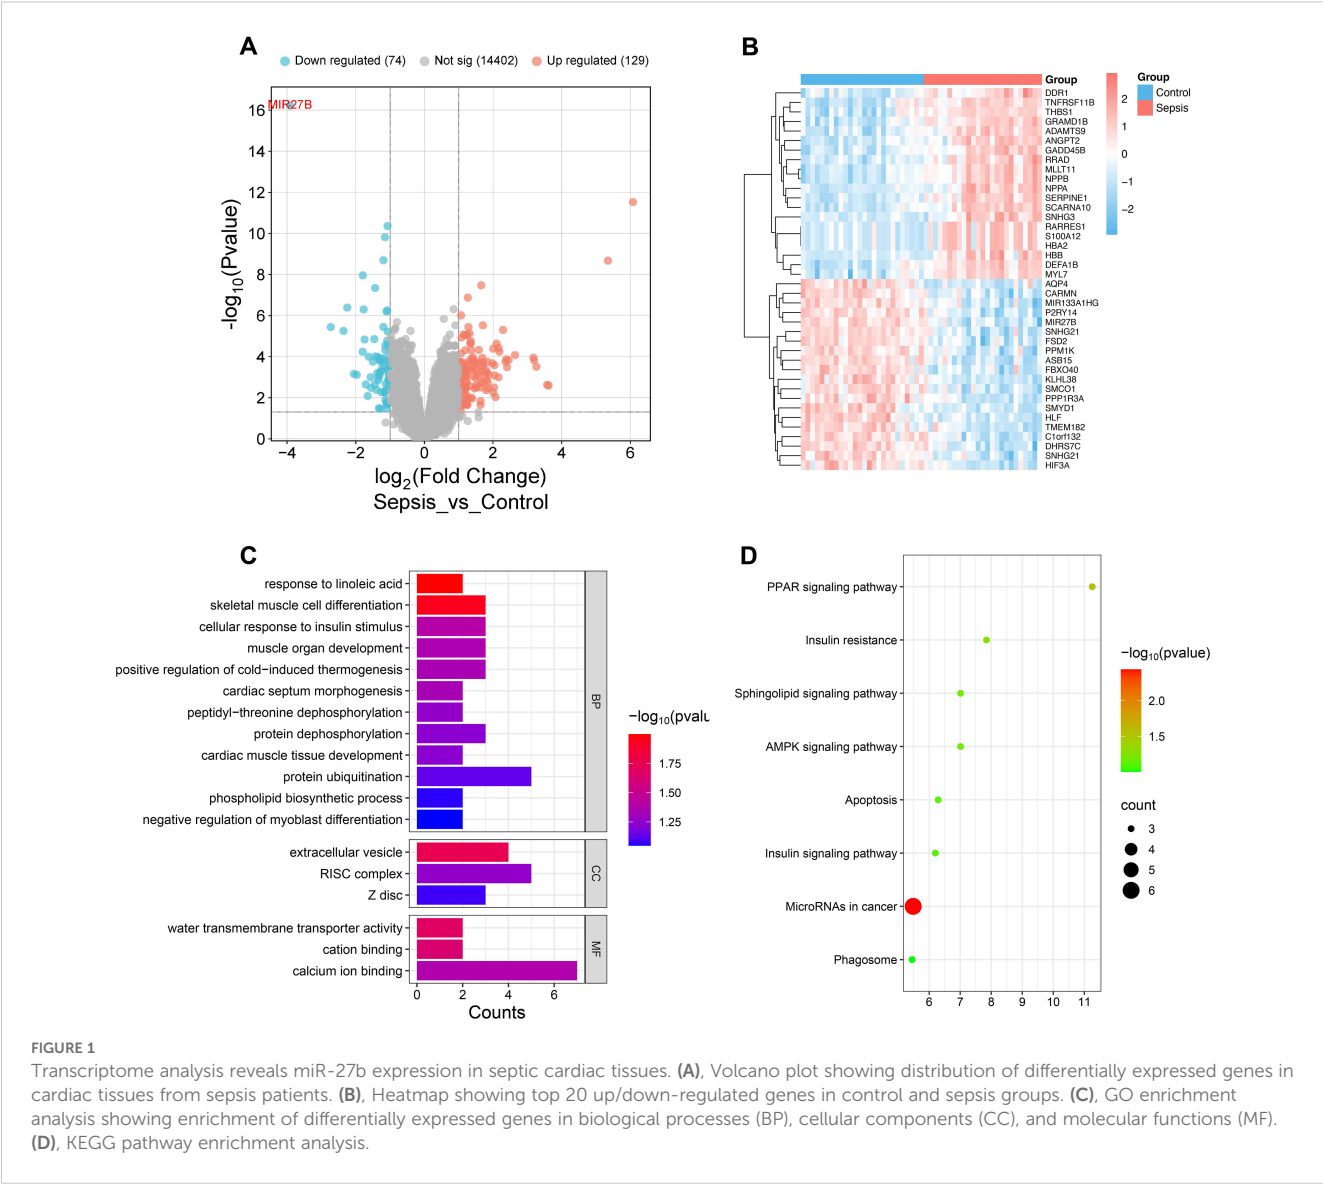 A
Down regulated (74)
Not sig (14402)
Up regulated (129)
MIR27B
16
14
12
10
8
6
4
2
0
-log10(Pvalue)
−4
−2
0
2
4
6
log2(Fold Change)
Sepsis_vs_Control
B
Group
DDR1
TNFRSF11B
THBS1
GRAMD1B
ADAMTS9
ANGPT2
GADD45B
RRAD
MLLT11
NPPB
NPPA
SERPINE1
SCARNA10
SNHG3
RARRES1
S100A12
HBA2
HBB
DEFA1B
MYL7
AQP4
CARMN
MIR133A1HG
P2RY14
MIR27B
SNHG21
FSD2
PPM1K
ASB15
FBXO40
KLHL38
SMCO1
PPP1R3A
SMYD1
HLF
TMEM182
C1orf132
DHRS7C
SNHG21
HIF3A
2
1
0
−1
−2
Group
Control
Sepsis
C
response to linoleic acid
skeletal muscle cell differentiation
cellular response to insulin stimulus
muscle organ development
positive regulation of cold−induced thermogenesis
cardiac septum morphogenesis
peptidyl−threonine dephosphorylation
protein dephosphorylation
cardiac muscle tissue development
protein ubiquitination
phospholipid biosynthetic process
negative regulation of myoblast differentiation
BP
extracellular vesicle
RISC complex
Z disc
CC
water transmembrane transporter activity
cation binding
calcium ion binding
MF
0
2
4
6
Counts
−log10(pvalu
1.75
1.50
1.25
D
PPAR signaling pathway
Insulin resistance
Sphingolipid signaling pathway
AMPK signaling pathway
Apoptosis
Insulin signaling pathway
MicroRNAs in cancer
Phagosome
6
7
8
9
10
11
−log10(pvalue)
2.0
1.5
count
3
4
5
6
FIGURE 1
Transcriptome analysis reveals miR-27b expression in septic cardiac tissues. (A), Volcano plot showing distribution of differentially expressed genes in
cardiac tissues from sepsis patients. (B), Heatmap showing top 20 up/down-regulated genes in control and sepsis groups. (C), GO enrichment
analysis showing enrichment of differentially expressed genes in biological processes (BP), cellular components (CC), and molecular functions (MF).
(D), KEGG pathway enrichment analysis.